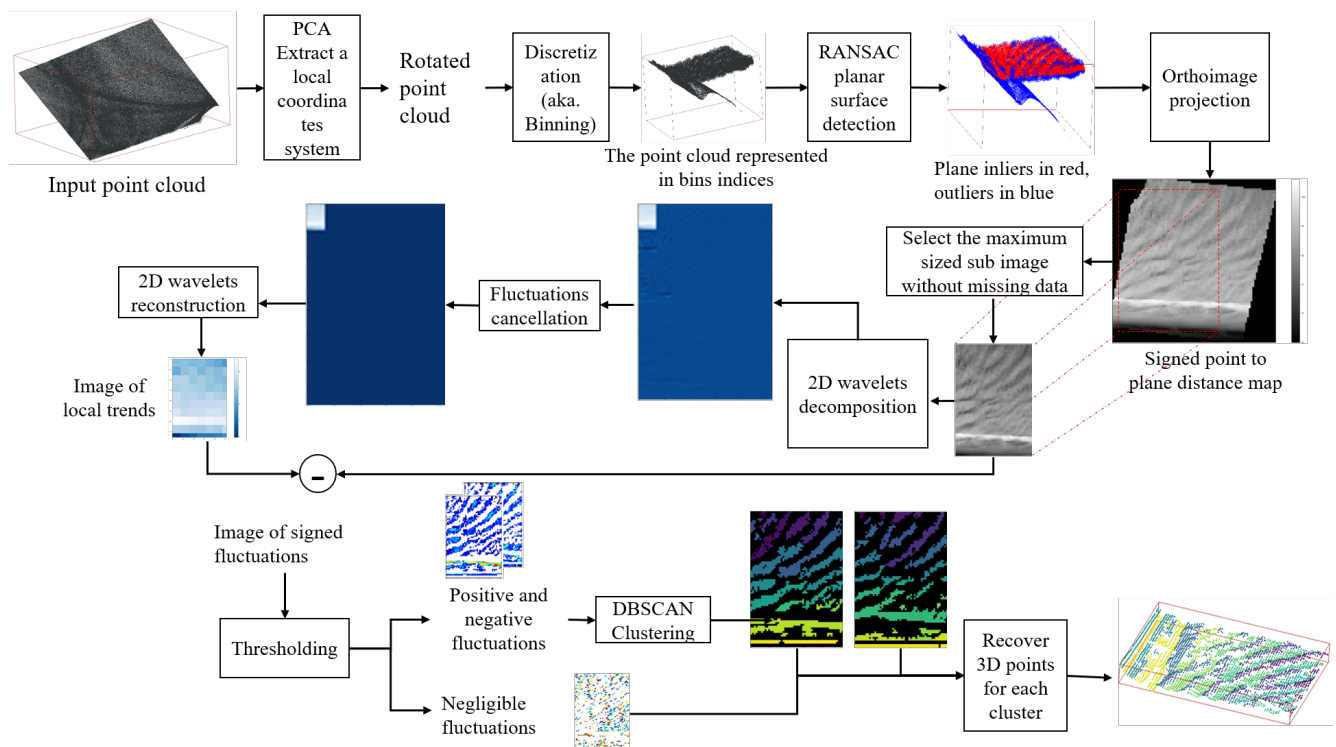 PCA
Extract a
local
coordina
tes
system
Rotated
point
cloud
Discretiz
ation
(aka.
Binning)
RANSAC
planar
surface
detection
Orthoimage
projection
Input point cloud
The point cloud represented
in bins indices
Plane inliers in red,
outliers in blue
Select the maximum
sized sub image
without missing data
Signed point to
plane distance map
2D wavelets
decomposition
Fluctuations
cancellation
2D wavelets
reconstruction
Image of
local trends
-
Image of signed
fluctuations
Thresholding
Positive and
negative
fluctuations
DBSCAN
Clustering
Negligible
fluctuations
Recover
3D points
for each
cluster